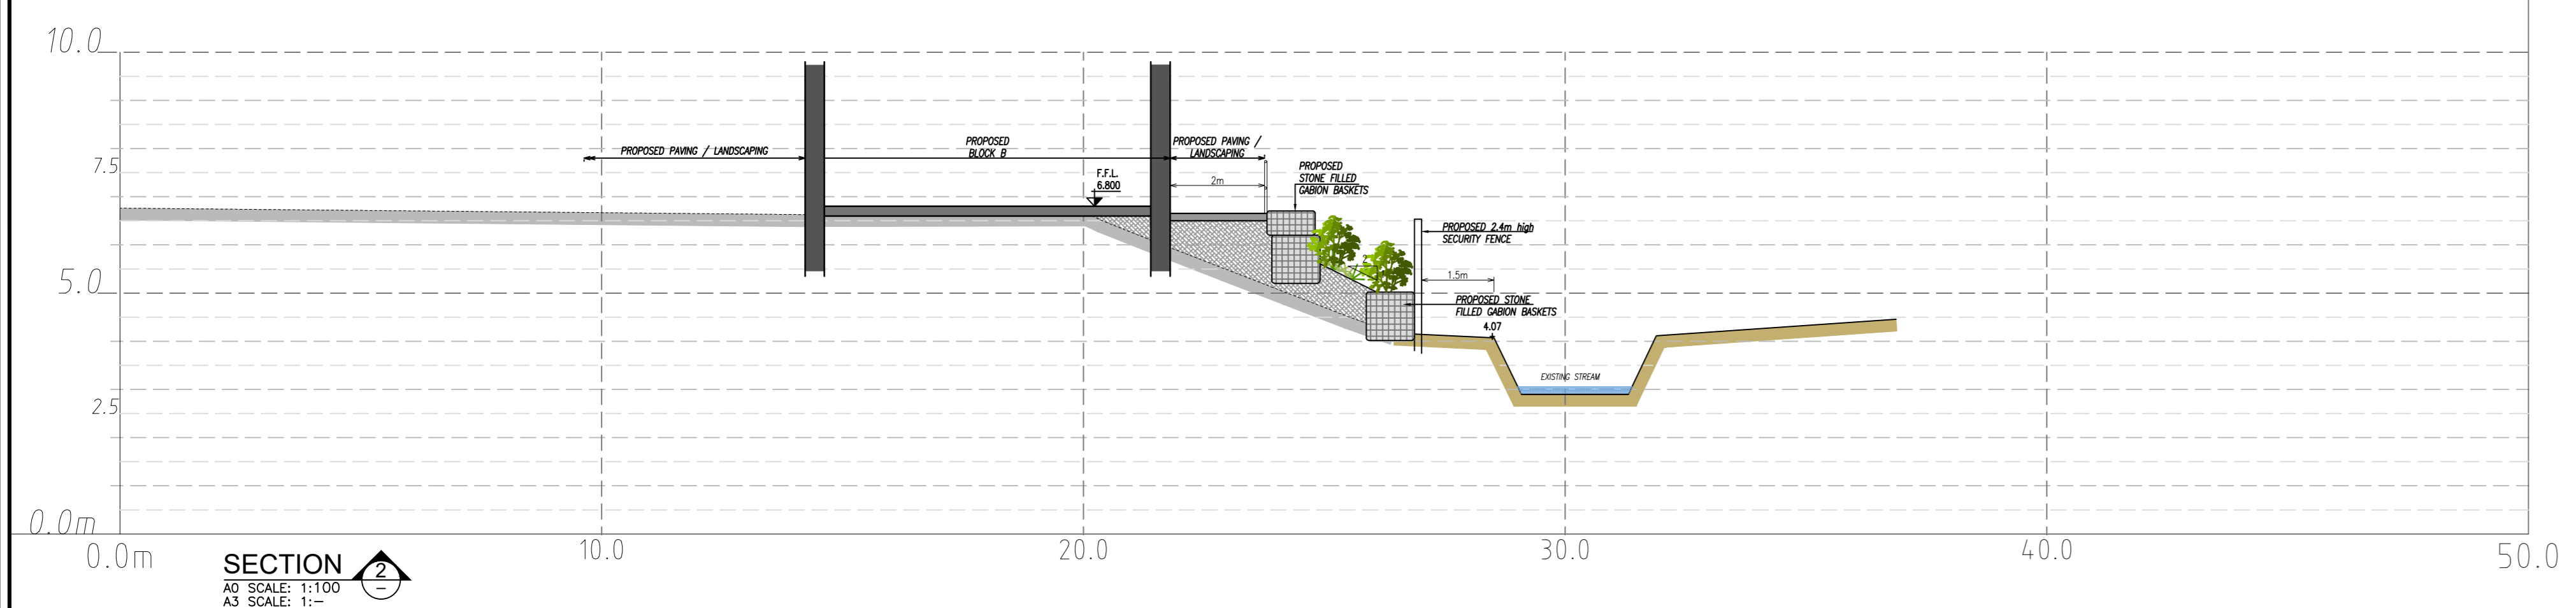 10.0
PROPOSED PAVING / LANDSCAPING
PROPOSED
BLOCK B
PROPOSED PAVING /
LANDSCAPING
7.5
F.F.L.
6.800
2m
PROPOSED
STONE FILLED
GABION BASKETS
PROPOSED 2.4m high
SECURITY FENCE
2
1.5m
5.0
PROPOSED STONE
FILLED GABION BASKETS
4.07
EXISTING STREAM
2.5
0.0m
0.0m
10.0
20.0
30.0
40.0
50.0
SECTION
2
–
A0 SCALE: 1:100
A3 SCALE: 1:–